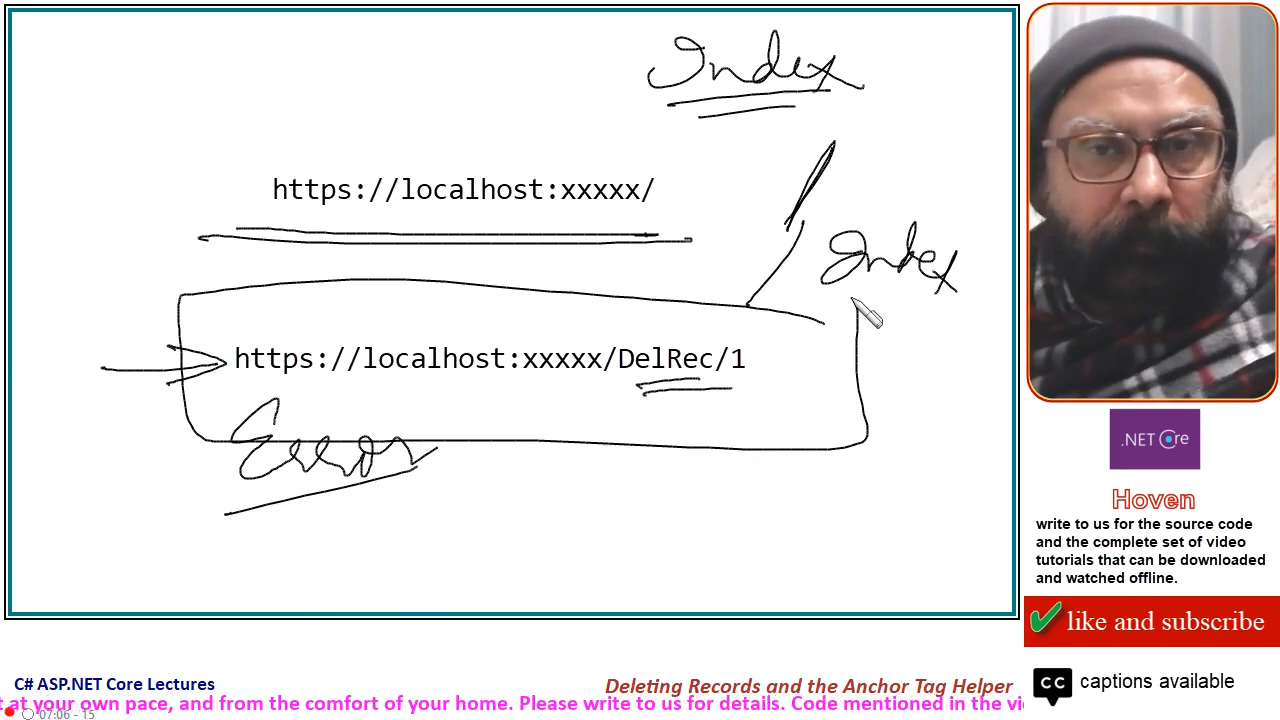 Index
https://localhost:xxxxx/
Index
https://localhost:xxxxx/DelRec/1
Error
.NET Core
Hoven
write to us for the source code
and the complete set of video
tutorials that can be downloaded
and watched offline.
like and subscribe
CC captions available
C# ASP.NET Core Lectures
Deleting Records and the Anchor Tag Helper
t at your own pace, and from the comfort of your home. Please write to us for details. Code mentioned in the vi
07:06 - 15